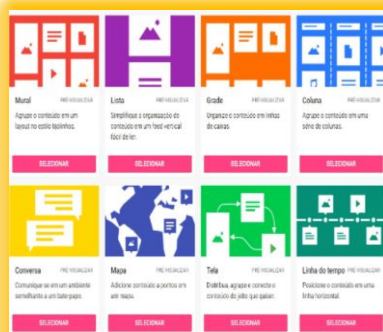 Mural PRÉ-VISUALIZAR
Agrupe o conteúdo em um
layout no estilo tijolinhos.
SELECIONAR
Lista PRÉ-VISUALIZAR
Simplifique a organização do
conteúdo em um feed vertical
fácil de ler.
SELECIONAR
Grade PRÉ-VISUALIZAR
Organize o conteúdo em linhas
de caixas.
SELECIONAR
Coluna PRÉ-VISUALIZAR
Agrupe o conteúdo em uma
série de colunas.
SELECIONAR
Conversa PRÉ-VISUALIZAR
Comunique-se em um ambiente
semelhante a um bate-papo.
SELECIONAR
Mapa PRÉ-VISUALIZAR
Adicione conteúdo a pontos em
um mapa.
SELECIONAR
Tela PRÉ-VISUALIZAR
Distribua, agrupe e conecte o
conteúdo do jeito que quiser.
SELECIONAR
Linha do tempo PRÉ-VISUALIZAR
Posicione o conteúdo em uma
linha horizontal.
SELECIONAR